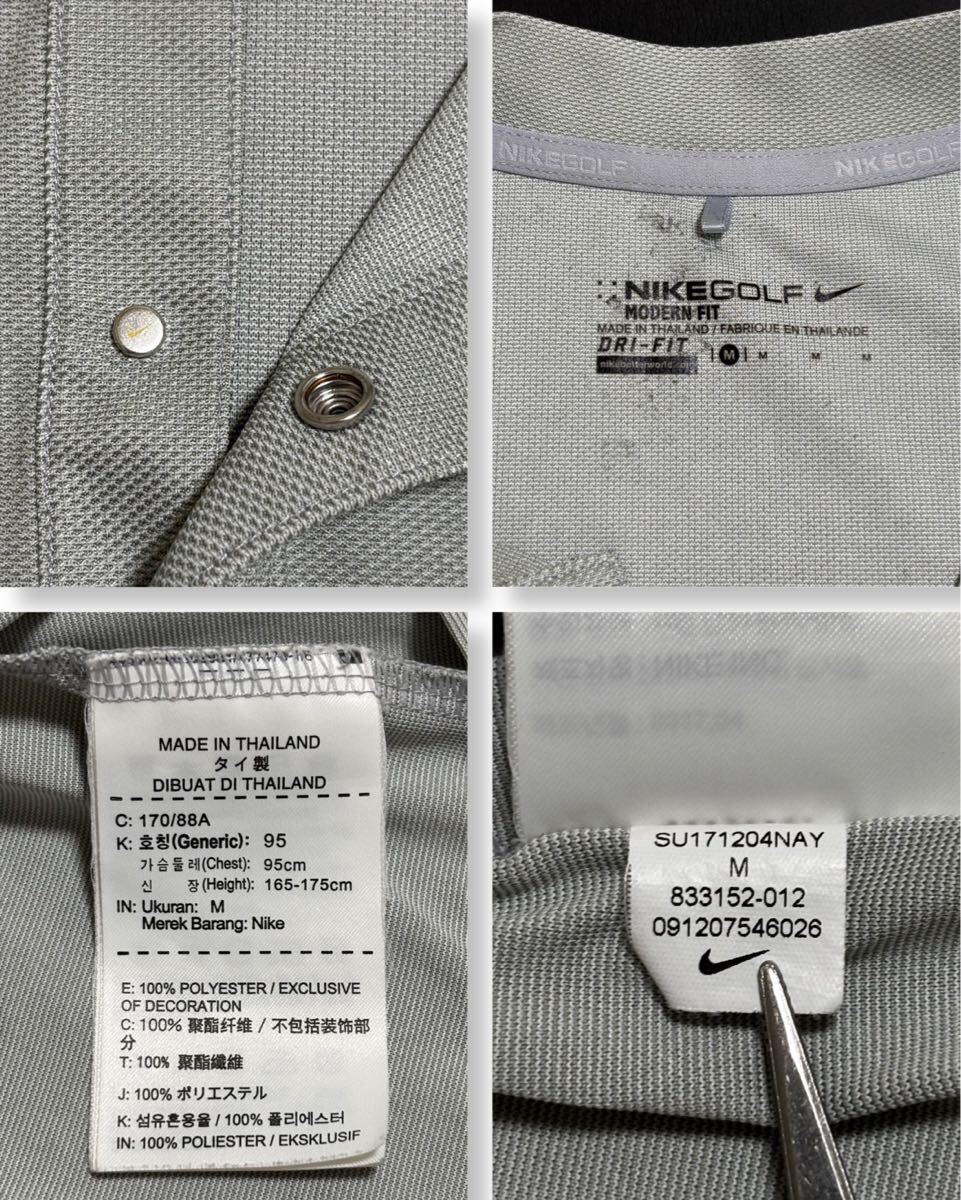 NIKEGOLF NIKEGOLF
NIKEGOLF
MODERN FIT
MADE IN THAILAND / FABRIQUE EN THAILANDE
DRI-FIT
M M M M
nikebetterworld.com
MADE IN THAILAND
タイ製
DIBUAT DI THAILAND
C: 170/88A
K: 호칭(Generic): 95
가슴둘레(Chest): 95cm
신 장(Height): 165-175cm
IN: Ukuran: M
Merek Barang: Nike
E: 100% POLYESTER / EXCLUSIVE
OF DECORATION
C: 100% 聚酯纤维 / 不包括装饰部
分
T: 100% 聚酯纖維
J: 100% ポリエステル
K: 섬유혼용율 / 100% 폴리에스터
IN: 100% POLIESTER / EKSKLUSIF
SU171204NAY
M
833152-012
091207546026